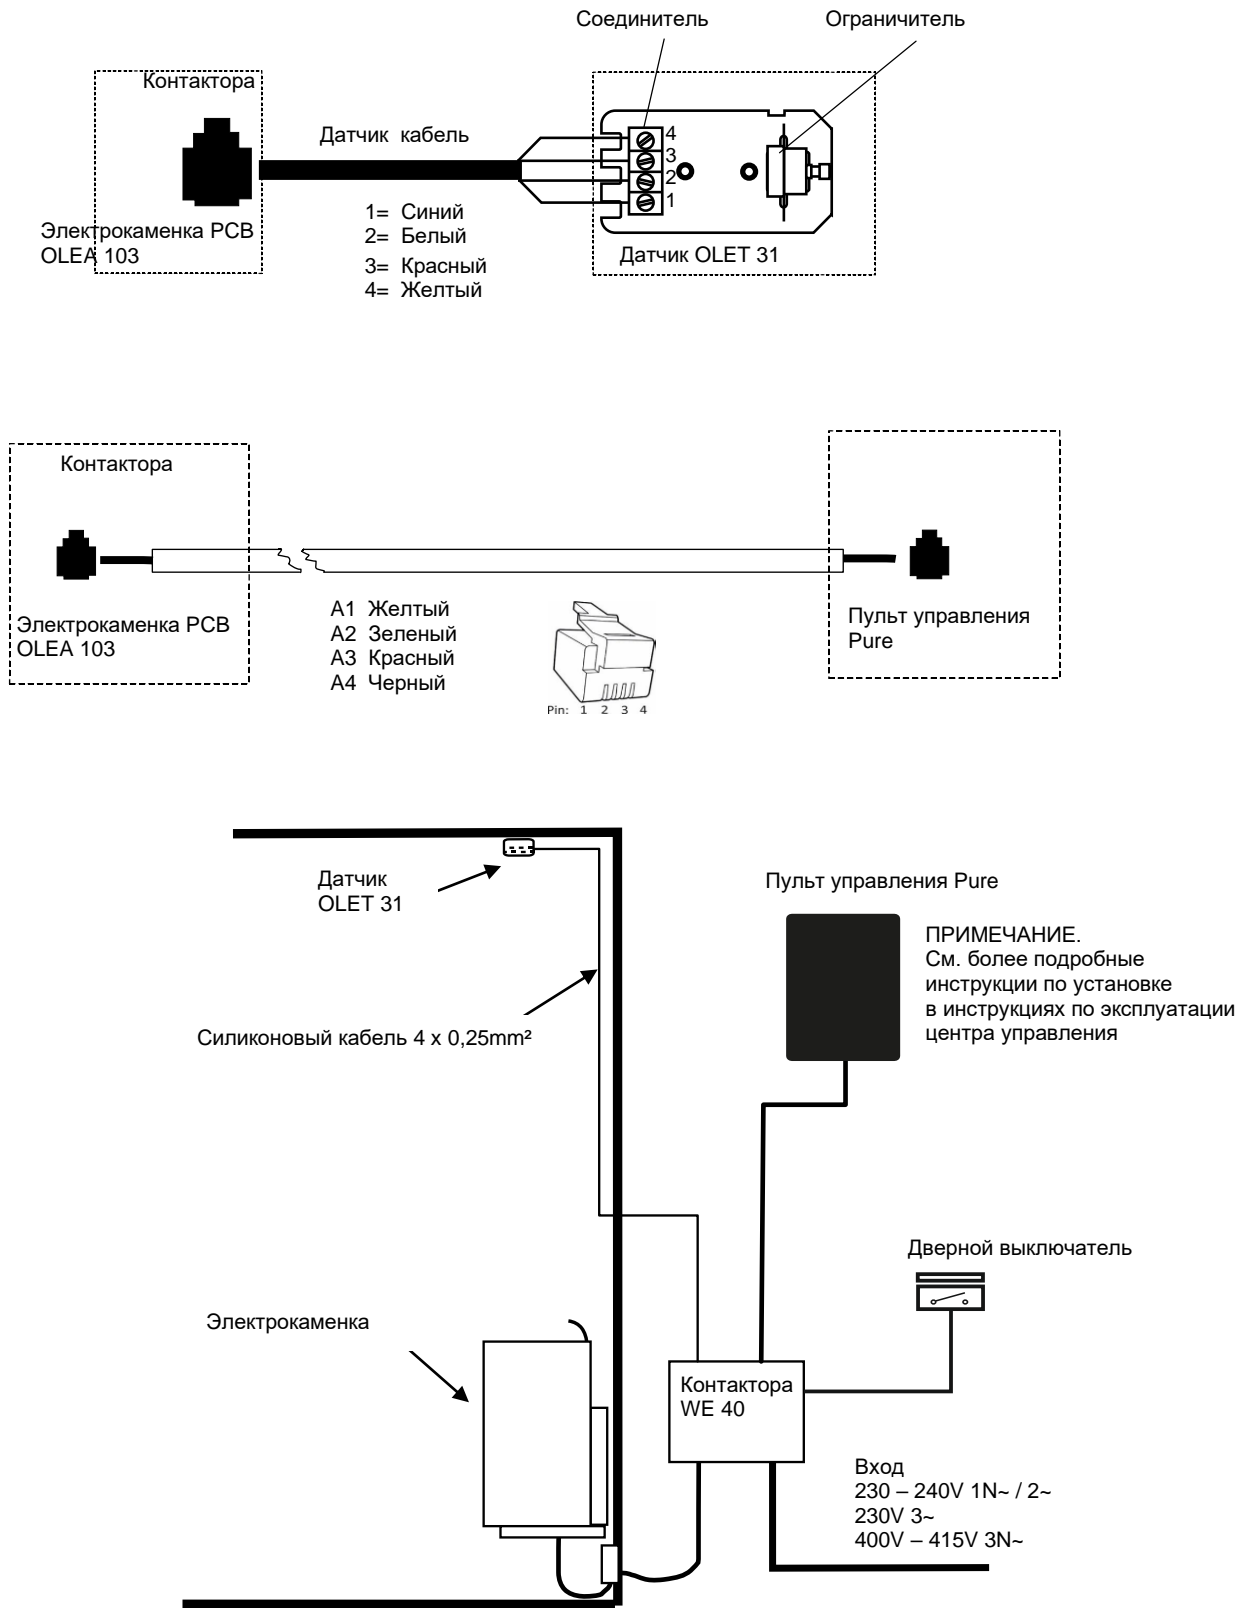 Соединитель
Ограничитель
Контактора
Датчик кабель
4
3
2
1
Электрокаменка PCB
OLEA 103
1= Синий
2= Белый
3= Красный
4= Желтый
Датчик OLET 31
Контактора
Электрокаменка PCB
OLEA 103
A1 Желтый
A2 Зеленый
A3 Красный
A4 Черный
Pin: 1 2 3 4
Пульт управления
Pure
Датчик
OLET 31
Пульт управления Pure
ПРИМЕЧАНИЕ.
См. более подробные
инструкции по установке
в инструкциях по эксплуатации
центра управления
Силиконовый кабель 4 x 0,25mm²
Дверной выключатель
Электрокаменка
Контактора
WE 40
Вход
230 – 240V 1N~ / 2~
230V 3~
400V – 415V 3N~